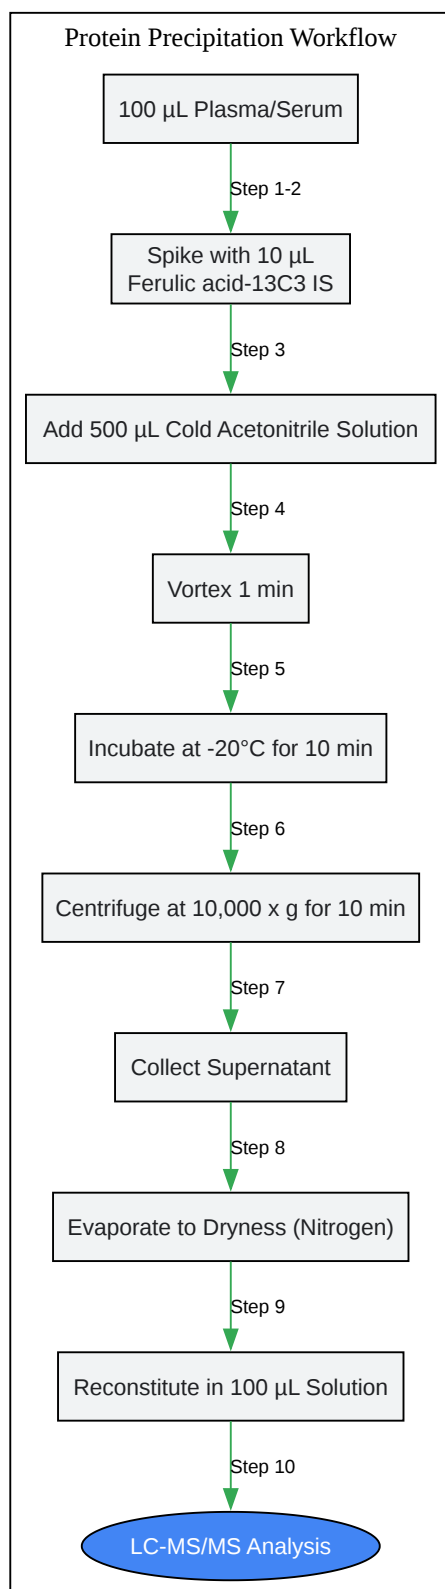 Protein Precipitation Workflow
100 µL Plasma/Serum
Step 1-2
Spike with 10 µL
Ferulic acid-13C3 IS
Step 3
Add 500 µL Cold Acetonitrile Solution
Step 4
Vortex 1 min
Step 5
Incubate at -20°C for 10 min
Step 6
Centrifuge at 10,000 x g for 10 min
Step 7
Collect Supernatant
Step 8
Evaporate to Dryness (Nitrogen)
Step 9
Reconstitute in 100 µL Solution
Step 10
LC-MS/MS Analysis